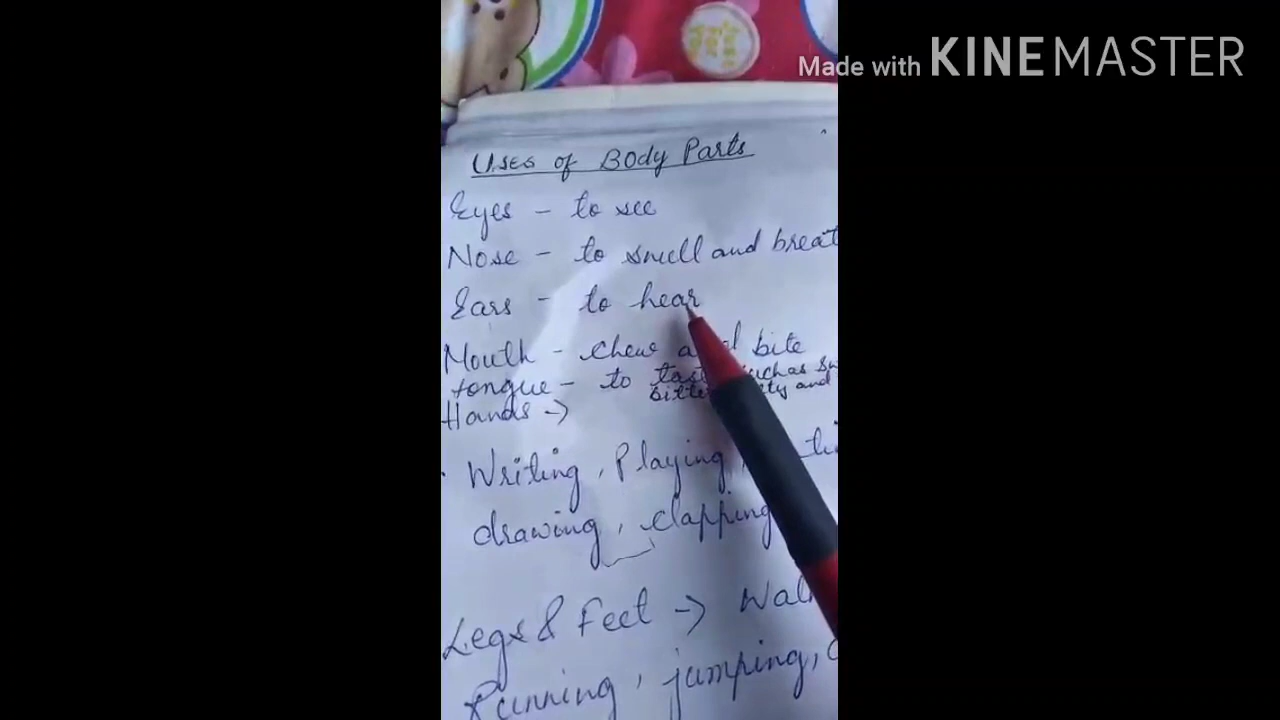 Made with KINEMASTER
Uses of Body Parts
Eyes - to see
Nose - to smell and breat
Ears - to hear
Mouth - chew and bite
tongue - to
Hands →
Writing, Playing,
drawing, clapping
Legs & Feet → Wal
Running, jumping,